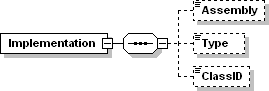 Assembly
Implementation
Type
ClassID